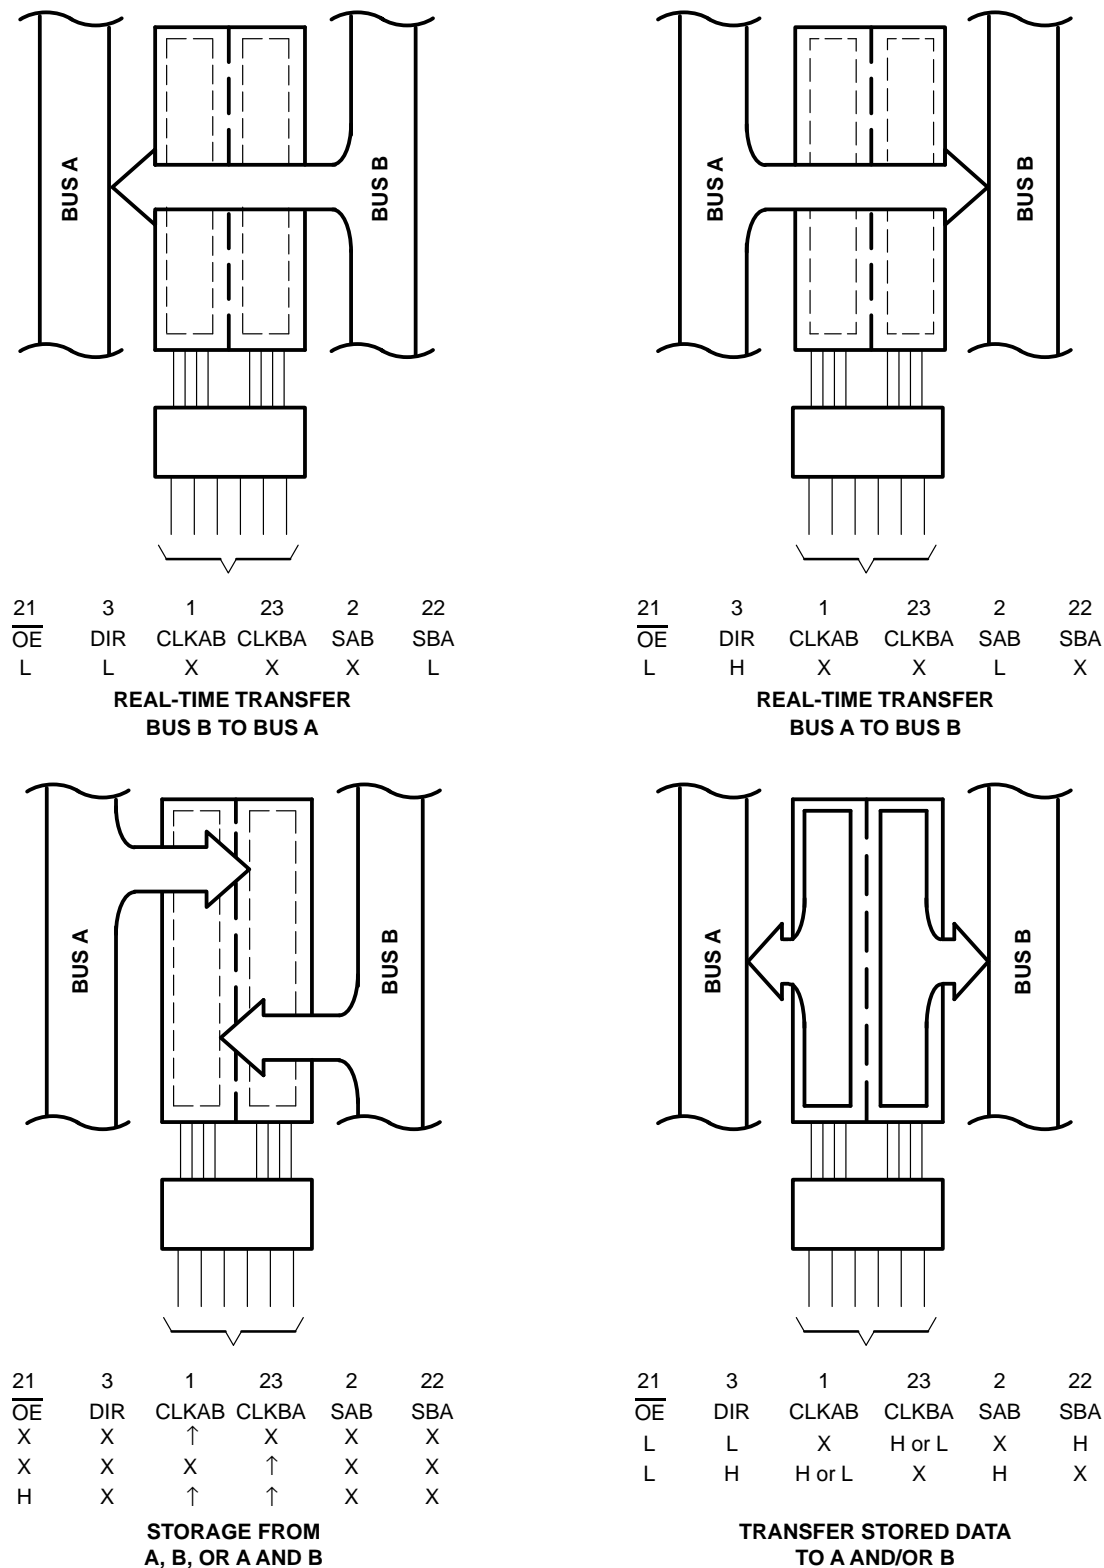 BUS A
BUS B
21 3 1 23 2 22
OE DIR CLKAB CLKBA SAB SBA
L L X X X L
REAL-TIME TRANSFER
BUS B TO BUS A
BUS A
BUS B
21 3 1 23 2 22
OE DIR CLKAB CLKBA SAB SBA
L H X X L X
REAL-TIME TRANSFER
BUS A TO BUS B
BUS A
BUS B
21 3 1 23 2 22
OE DIR CLKAB CLKBA SAB SBA
X X ↑ X X X
X X X ↑ X X
H X ↑ ↑ X X
STORAGE FROM
A, B, OR A AND B
BUS A
BUS B
21 3 1 23 2 22
OE DIR CLKAB CLKBA SAB SBA
L L X H or L X H
L H H or L X H X
TRANSFER STORED DATA
TO A AND/OR B